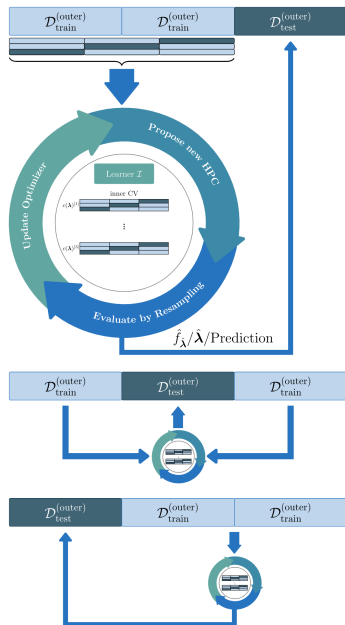 𝒟_train^(outer) 𝒟_train^(outer) 𝒟_test^(outer)
Propose new HPC
Update Optimizer
Learner ℐ
inner CV
c(λ)^[1]
⋮
Evaluate by Resampling
f̂_λ̂/λ̂/Prediction
𝒟_train^(outer) 𝒟_test^(outer) 𝒟_train^(outer)
𝒟_test^(outer) 𝒟_train^(outer) 𝒟_train^(outer)